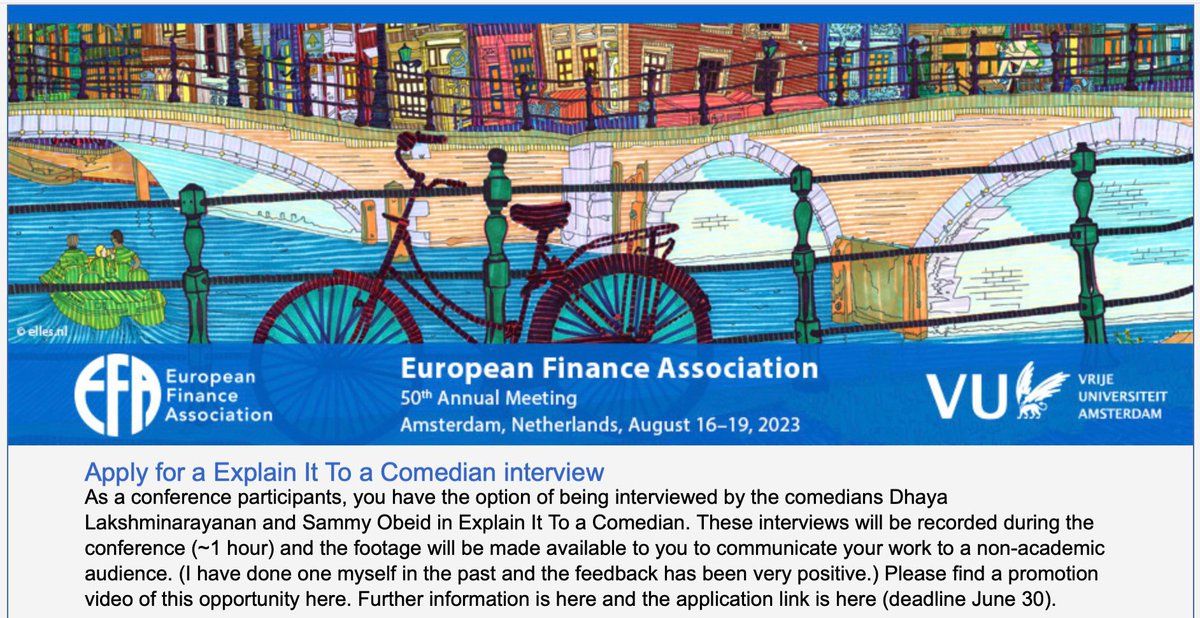 © elles.nl
EFA European
Finance
Association
European Finance Association
50th Annual Meeting
Amsterdam, Netherlands, August 16–19, 2023
VU VRIJE
UNIVERSITEIT
AMSTERDAM
Apply for a Explain It To a Comedian interview
As a conference participants, you have the option of being interviewed by the comedians Dhaya
Lakshminarayanan and Sammy Obeid in Explain It To a Comedian. These interviews will be recorded during the
conference (~1 hour) and the footage will be made available to you to communicate your work to a non-academic
audience. (I have done one myself in the past and the feedback has been very positive.) Please find a promotion
video of this opportunity here. Further information is here and the application link is here (deadline June 30).